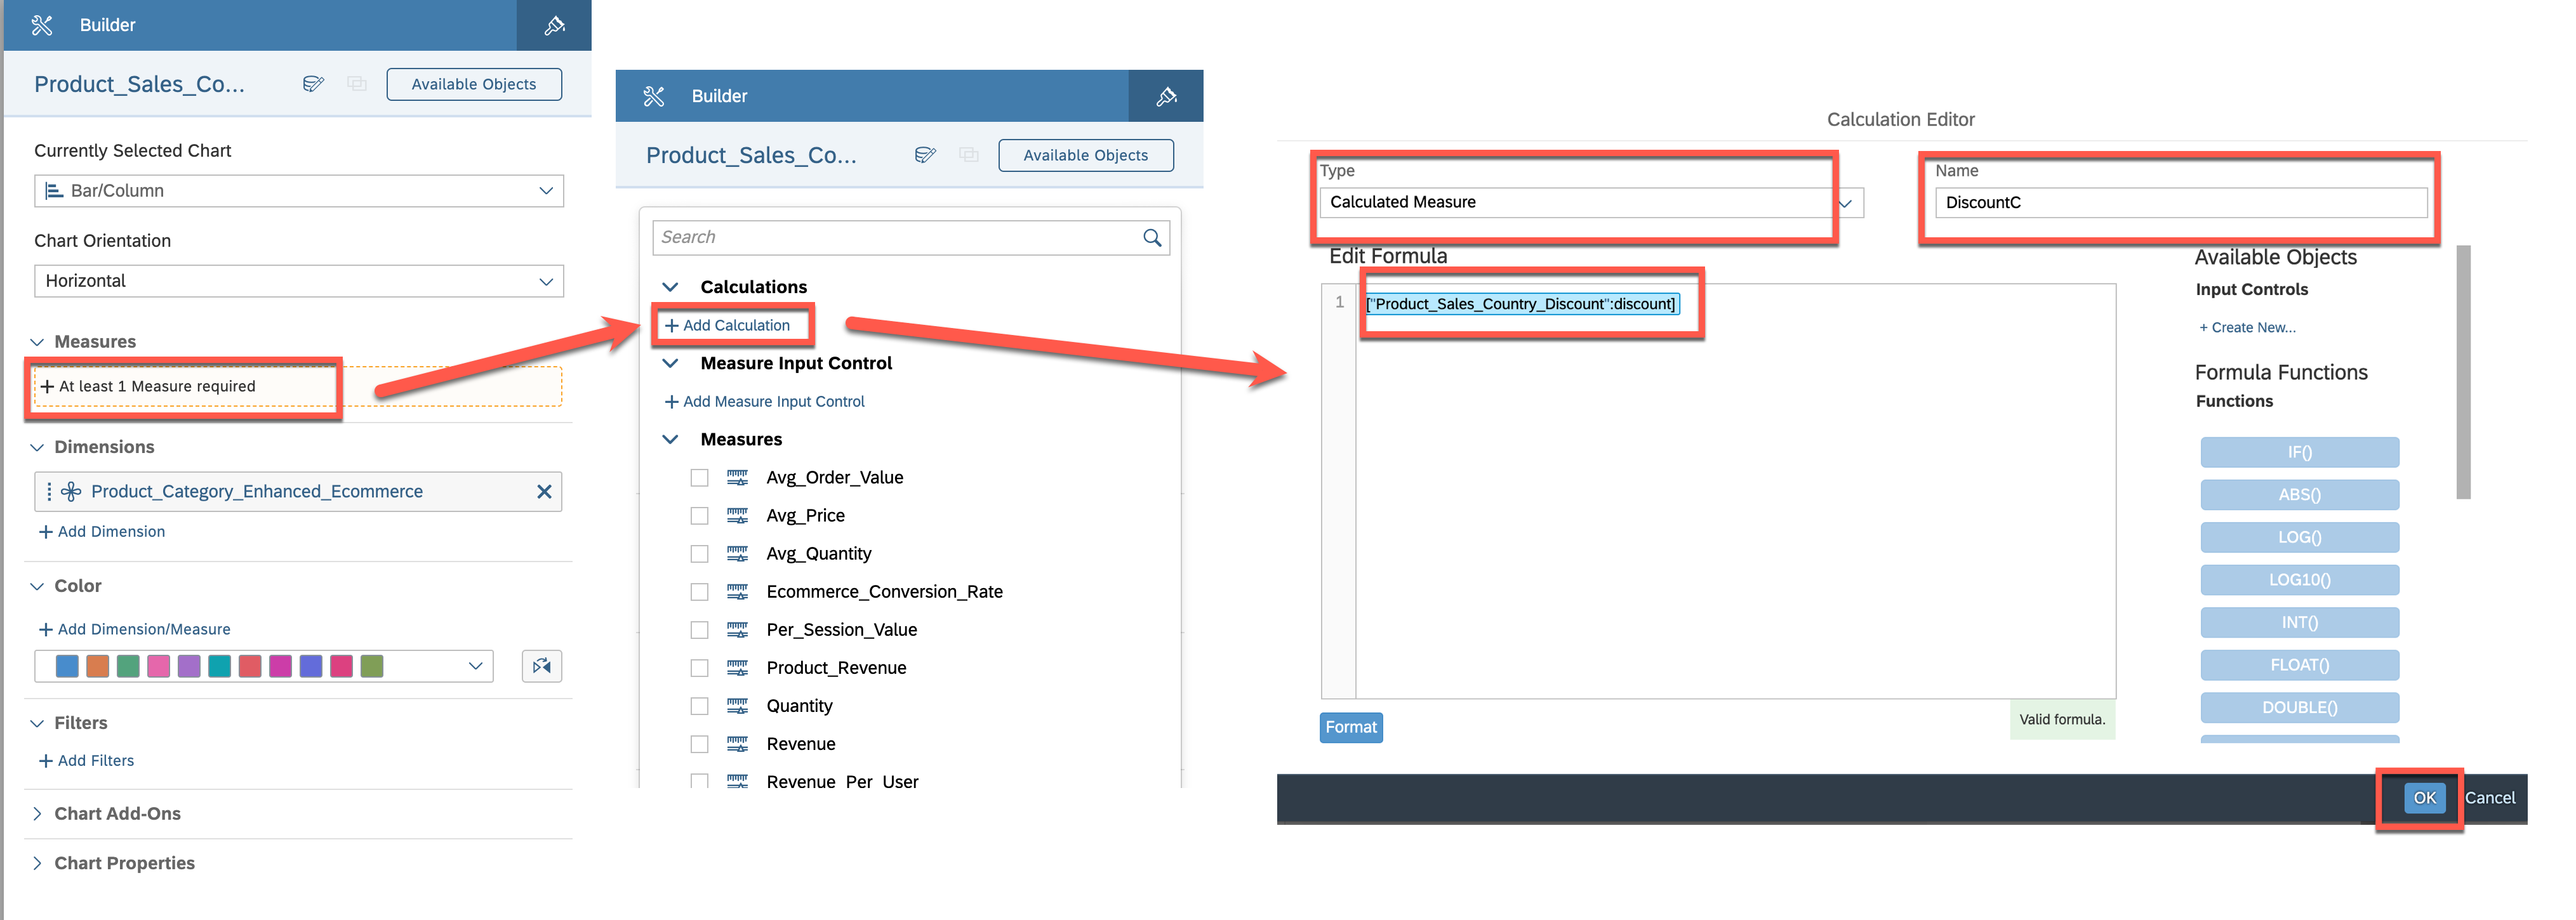 Builder
Product_Sales_Co...
Available Objects
Currently Selected Chart
Bar/Column
Chart Orientation
Horizontal
Measures
+ At least 1 Measure required
Dimensions
Product_Category_Enhanced_Ecommerce
+ Add Dimension
Color
+ Add Dimension/Measure
Filters
+ Add Filters
Chart Add-Ons
Chart Properties
Builder
Product_Sales_Co...
Available Objects
Search
Calculations
+ Add Calculation
Measure Input Control
+ Add Measure Input Control
Measures
Avg_Order_Value
Avg_Price
Avg_Quantity
Ecommerce_Conversion_Rate
Per_Session_Value
Product_Revenue
Quantity
Revenue
Revenue_Per_User
Calculation Editor
Type
Calculated Measure
Name
DiscountC
Edit Formula
1 ["Product_Sales_Country_Discount":discount]
Format
Valid formula.
Available Objects
Input Controls
+ Create New...
Formula Functions
Functions
IF()
ABS()
LOG()
LOG10()
INT()
FLOAT()
DOUBLE()
OK
Cancel